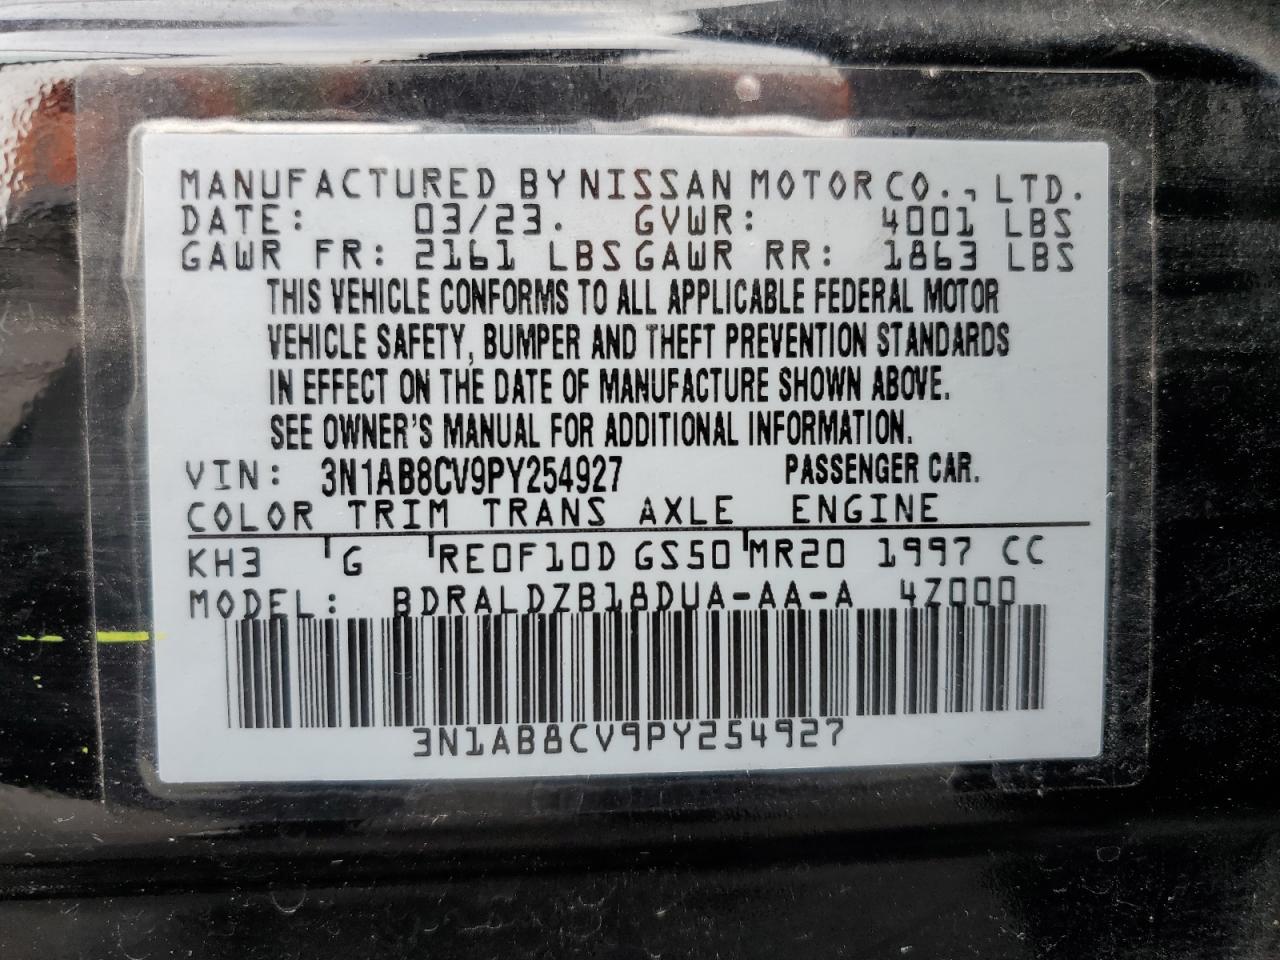 MANUFACTURED BY NISSAN MOTOR CO., LTD.
DATE: 03/23. GVWR: 4001 LBS
GAWR FR: 2161 LBS GAWR RR: 1863 LBS
THIS VEHICLE CONFORMS TO ALL APPLICABLE FEDERAL MOTOR
VEHICLE SAFETY, BUMPER AND THEFT PREVENTION STANDARDS
IN EFFECT ON THE DATE OF MANUFACTURE SHOWN ABOVE.
SEE OWNER'S MANUAL FOR ADDITIONAL INFORMATION.
VIN: 3N1AB8CV9PY254927 PASSENGER CAR.
COLOR TRIM TRANS AXLE ENGINE
KH3 G RE0F10D GS50 MR20 1997 CC
MODEL: BDRALDZB18DUA-AA-A 4Z000
3N1AB8CV9PY254927